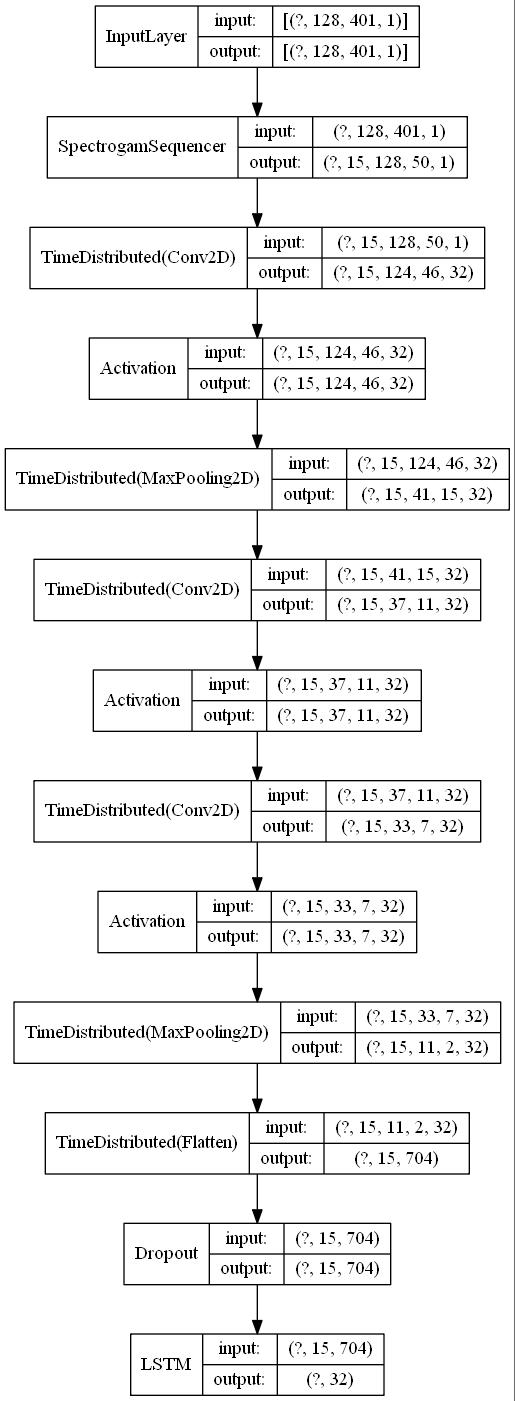 InputLayer input: [(?, 128, 401, 1)]
output: [(?, 128, 401, 1)]
SpectrogamSequencer input: (?, 128, 401, 1)
output: (?, 15, 128, 50, 1)
TimeDistributed(Conv2D) input: (?, 15, 128, 50, 1)
output: (?, 15, 124, 46, 32)
Activation input: (?, 15, 124, 46, 32)
output: (?, 15, 124, 46, 32)
TimeDistributed(MaxPooling2D) input: (?, 15, 124, 46, 32)
output: (?, 15, 41, 15, 32)
TimeDistributed(Conv2D) input: (?, 15, 41, 15, 32)
output: (?, 15, 37, 11, 32)
Activation input: (?, 15, 37, 11, 32)
output: (?, 15, 37, 11, 32)
TimeDistributed(Conv2D) input: (?, 15, 37, 11, 32)
output: (?, 15, 33, 7, 32)
Activation input: (?, 15, 33, 7, 32)
output: (?, 15, 33, 7, 32)
TimeDistributed(MaxPooling2D) input: (?, 15, 33, 7, 32)
output: (?, 15, 11, 2, 32)
TimeDistributed(Flatten) input: (?, 15, 11, 2, 32)
output: (?, 15, 704)
Dropout input: (?, 15, 704)
output: (?, 15, 704)
LSTM input: (?, 15, 704)
output: (?, 32)